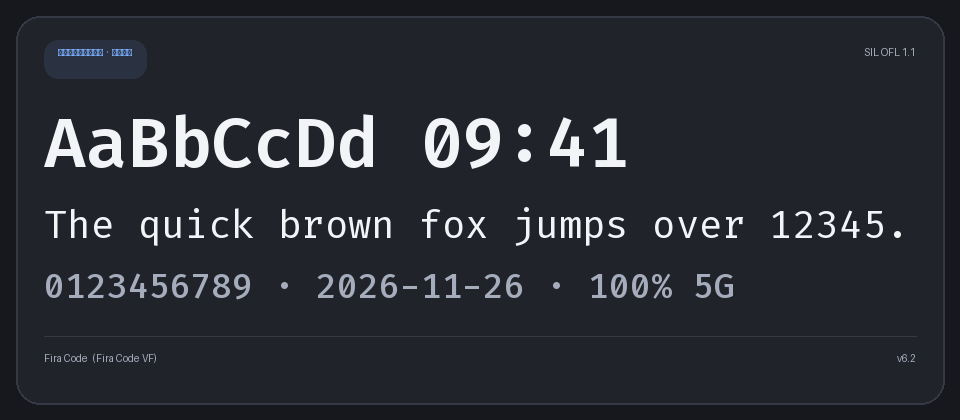 SIL OFL 1.1
AaBbCcDd 09:41
The quick brown fox jumps over 12345.
0123456789 · 2026-11-26 · 100% 5G
Fira Code (Fira Code VF)
v6.2